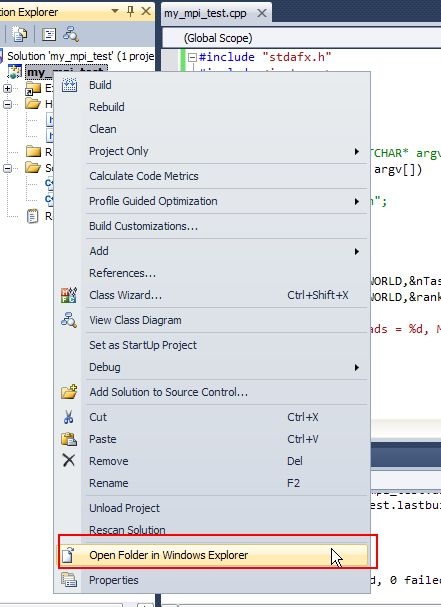 on Explorer
my_mpi_test.cpp
(Global Scope)
Solution 'my_mpi_test' (1 proje
my_mpi_test
#include "stdafx.h"
Build
Rebuild
Clean
Project Only
TCHAR* argv
argv[])
Calculate Code Metrics
Profile Guided Optimization
n";
Build Customizations...
Add
References...
WORLD,&nTas
Class Wizard... Ctrl+Shift+X
WORLD,&rank
View Class Diagram
ads = %d, M
Set as StartUp Project
Debug
Add Solution to Source Control...
Cut Ctrl+X
Paste Ctrl+V
Remove Del
Rename F2
Unload Project
est.lastbui
Rescan Solution
Open Folder in Windows Explorer
Properties
d, 0 failed